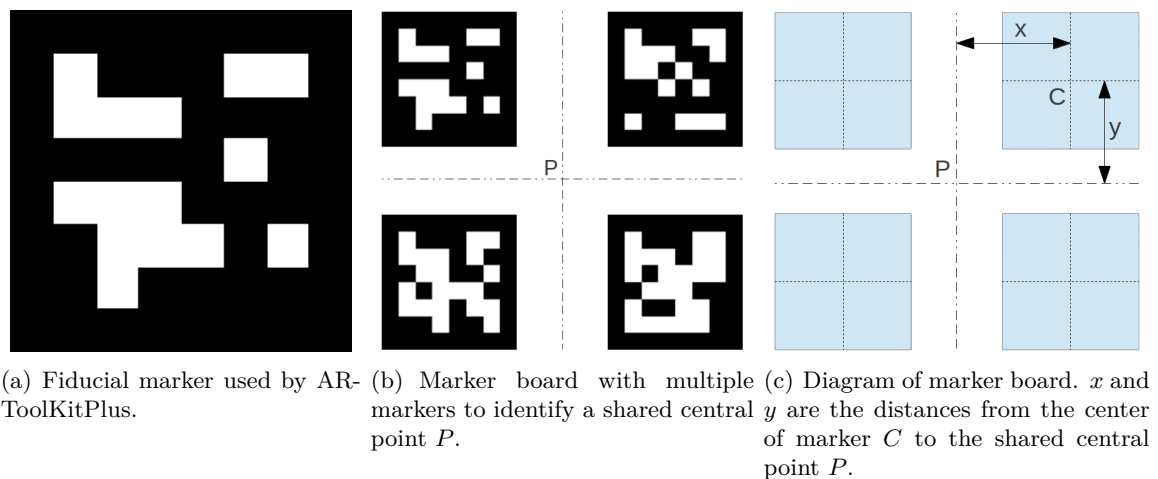 P
x
C
y
P
(a) Fiducial marker used by AR-
ToolKitPlus.
(b) Marker board with multiple
markers to identify a shared central
point P.
(c) Diagram of marker board. x and
y are the distances from the center
of marker C to the shared central
point P.